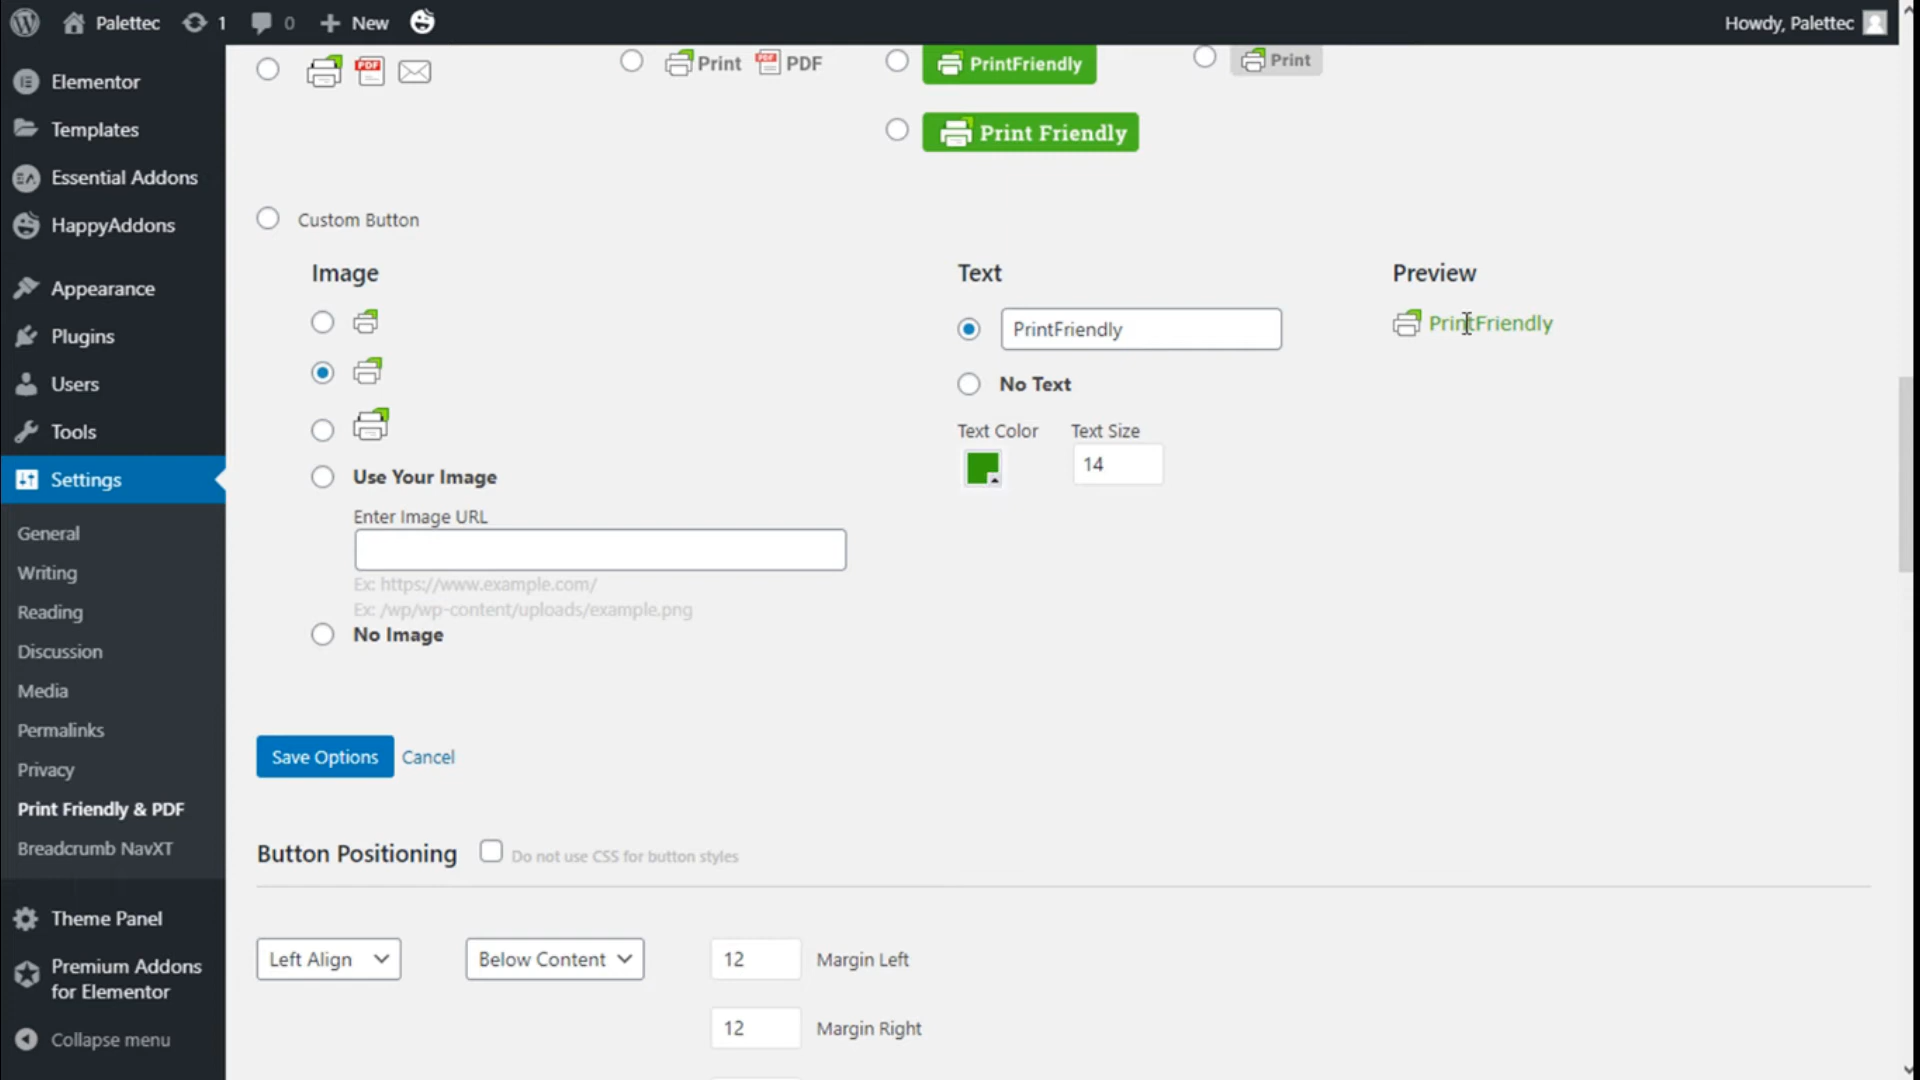 Palettec
1
0
New
Howdy, Palettec
Elementor
Templates
Essential Addons
HappyAddons
Appearance
Plugins
Users
Tools
Settings
General
Writing
Reading
Discussion
Media
Permalinks
Privacy
Print Friendly & PDF
Breadcrumb NavXT
Theme Panel
Premium Addons
for Elementor
Collapse menu
PDF
Print PDF PDF
PrintFriendly
Print
Print Friendly
Custom Button
Image
Text
Preview
PrintFriendly
PrintFriendly
No Text
Text Color
Text Size
14
Use Your Image
Enter Image URL
Ex: https://www.example.com/
Ex: /wp/wp-content/uploads/example.png
No Image
Save Options
Cancel
Button Positioning
Do not use CSS for button styles
Left Align
Below Content
12
Margin Left
12
Margin Right